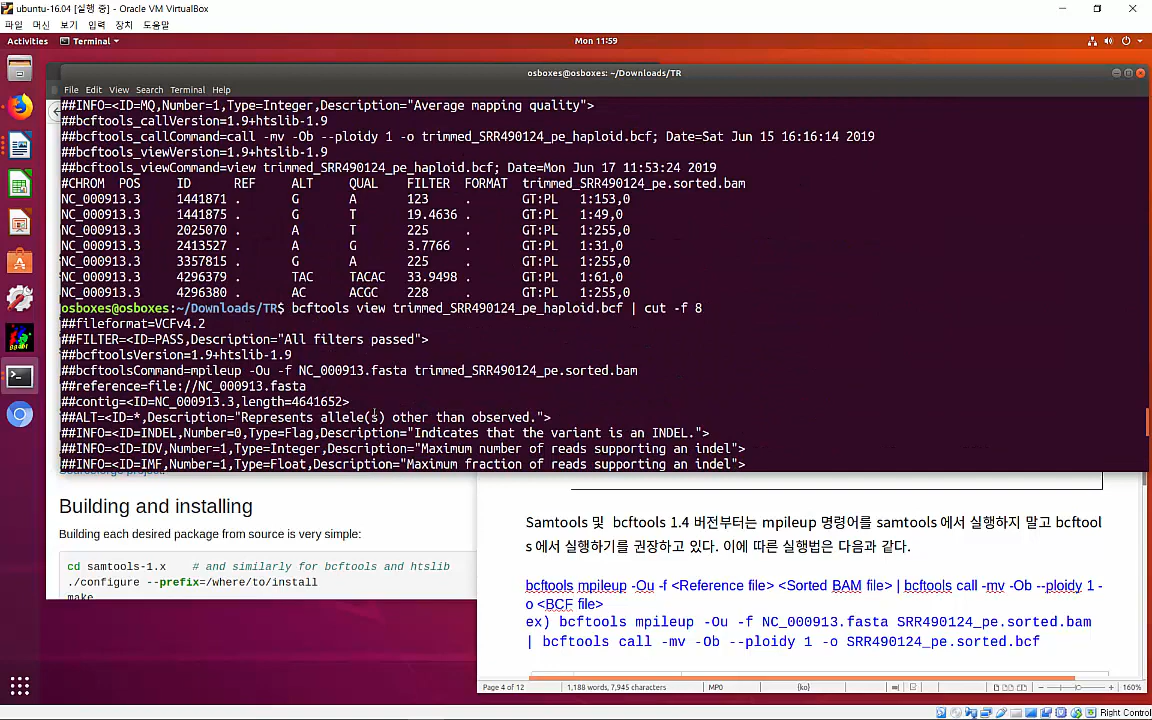 ubuntu-16.04 [실행 중] - Oracle VM VirtualBox
파일 머신 보기 입력 장치 도움말
Activities Terminal Mon 11:59
osboxes@osboxes: ~/Downloads/TR
File Edit View Search Terminal Help
##INFO=<ID=MQ,Number=1,Type=Integer,Description="Average mapping quality">
##bcftools_callVersion=1.9+htslib-1.9
##bcftools_callCommand=call -mv -Ob --ploidy 1 -o trimmed_SRR490124_pe_haploid.bcf; Date=Sat Jun 15 16:16:14 2019
##bcftools_viewVersion=1.9+htslib-1.9
##bcftools_viewCommand=view trimmed_SRR490124_pe_haploid.bcf; Date=Mon Jun 17 11:53:24 2019
#CHROM POS ID REF ALT QUAL FILTER FORMAT trimmed_SRR490124_pe.sorted.bam
NC_000913.3 1441871 . G A 123 . GT:PL 1:153,0
NC_000913.3 1441875 . G T 19.4636 . GT:PL 1:49,0
NC_000913.3 2025070 . A T 225 . GT:PL 1:255,0
NC_000913.3 2413527 . A G 3.7766 . GT:PL 1:31,0
NC_000913.3 3357815 . G A 225 . GT:PL 1:255,0
NC_000913.3 4296379 . TAC TACAC 33.9498 . GT:PL 1:61,0
NC_000913.3 4296380 . AC ACGC 228 . GT:PL 1:255,0
osboxes@osboxes:~/Downloads/TR$ bcftools view trimmed_SRR490124_pe_haploid.bcf | cut -f 8
##fileformat=VCFv4.2
##FILTER=<ID=PASS,Description="All filters passed">
##bcftoolsVersion=1.9+htslib-1.9
##bcftoolsCommand=mpileup -Ou -f NC_000913.fasta trimmed_SRR490124_pe.sorted.bam
##reference=file://NC_000913.fasta
##contig=<ID=NC_000913.3,length=4641652>
##ALT=<ID=*,Description="Represents allele(s) other than observed.">
##INFO=<ID=INDEL,Number=0,Type=Flag,Description="Indicates that the variant is an INDEL.">
##INFO=<ID=IDV,Number=1,Type=Integer,Description="Maximum number of reads supporting an indel">
##INFO=<ID=IMF,Number=1,Type=Float,Description="Maximum fraction of reads supporting an indel">
Building and installing
Building each desired package from source is very simple:
cd samtools-1.x # and similarly for bcftools and htslib
./configure --prefix=/where/to/install
make
Samtools 및 bcftools 1.4 버전부터는 mpileup 명령어를 samtools 에서 실행하지 말고 bcftool
s 에서 실행하기를 권장하고 있다. 이에 따른 실행법은 다음과 같다.
bcftools mpileup -Ou -f <Reference file> <Sorted BAM file> | bcftools call -mv -Ob --ploidy 1 -
o <BCF file>
ex) bcftools mpileup -Ou -f NC_000913.fasta SRR490124_pe.sorted.bam
| bcftools call -mv -Ob --ploidy 1 -o SRR490124_pe.sorted.bcf
Page 4 of 12 1,188 words, 7,945 characters MP0 {ko} 160%
Right Control